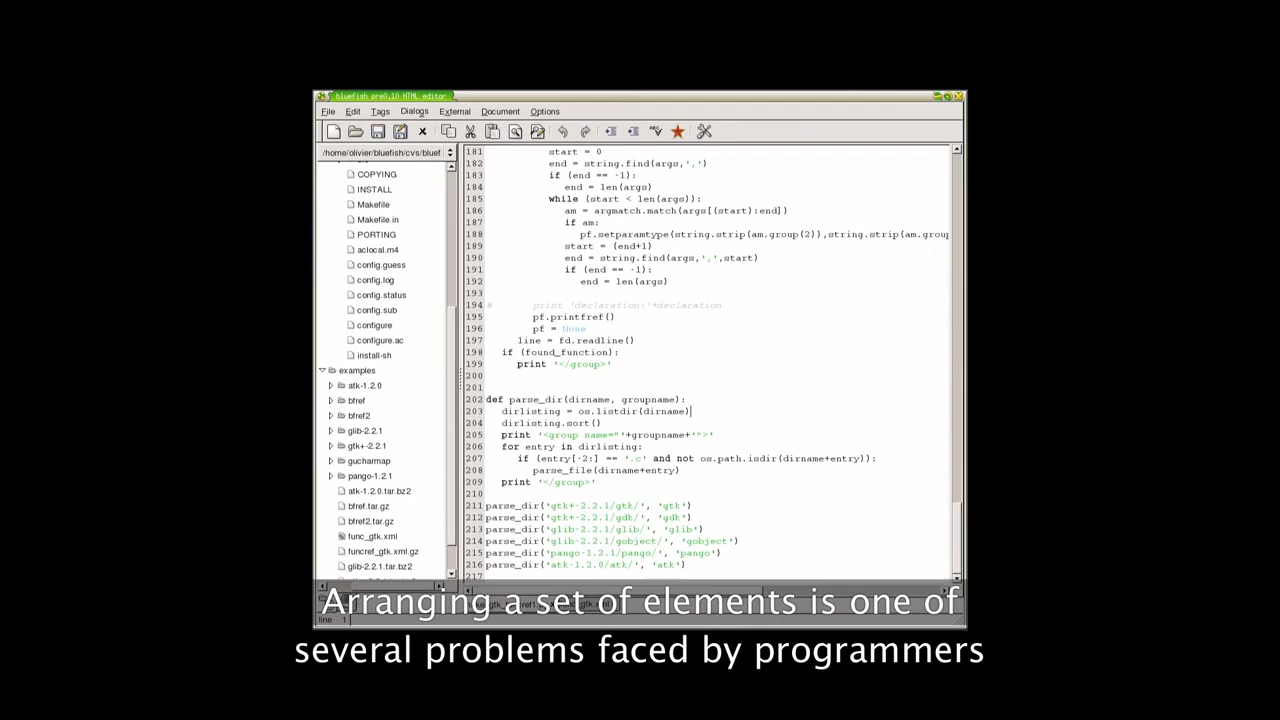 bluefish pre0.10 HTML editor
File Edit Tags Dialogs External Document Options
/home/olivier/bluefish/cvs/bluef
COPYING
INSTALL
Makefile
Makefile.in
PORTING
aclocal.m4
config.guess
config.log
config.status
config.sub
configure
configure.ac
install-sh
examples
atk-1.2.0
bfref
bfref2
glib-2.2.1
gtk+-2.2.1
gucharmap
pango-1.2.1
atk-1.2.0.tar.bz2
bfref.tar.gz
bfref2.tar.gz
func_gtk.xml
funcref_gtk.xml.gz
glib-2.2.1.tar.bz2
181 start = 0
182 end = string.find(args,',')
183 if (end == -1):
184 end = len(args)
185 while (start < len(args)):
186 am = argmatch.match(args[(start):end])
187 if am:
188 pf.setparamtype(string.strip(am.group(2)),string.strip(am.group
189 start = (end+1)
190 end = string.find(args,',',start)
191 if (end == -1):
192 end = len(args)
193
194 # print 'declaration:'+declaration
195 pf.printfref()
196 pf = None
197 line = fd.readline()
198 if (found_function):
199 print '</group>'
200
201
202 def parse_dir(dirname, groupname):
203 dirlisting = os.listdir(dirname)
204 dirlisting.sort()
205 print '<group name="'+groupname+'">'
206 for entry in dirlisting:
207 if (entry[-2:] == '.c' and not os.path.isdir(dirname+entry)):
208 parse_file(dirname+entry)
209 print '</group>'
210
211 parse_dir('gtk+-2.2.1/gtk/', 'gtk')
212 parse_dir('gtk+-2.2.1/gdk/', 'gdk')
213 parse_dir('glib-2.2.1/glib/', 'glib')
214 parse_dir('glib-2.2.1/gobject/', 'gobject')
215 parse_dir('pango-1.2.1/pango/', 'pango')
216 parse_dir('atk-1.2.0/atk/', 'atk')
217
line 1
Arranging a set of elements is one of
several problems faced by programmers